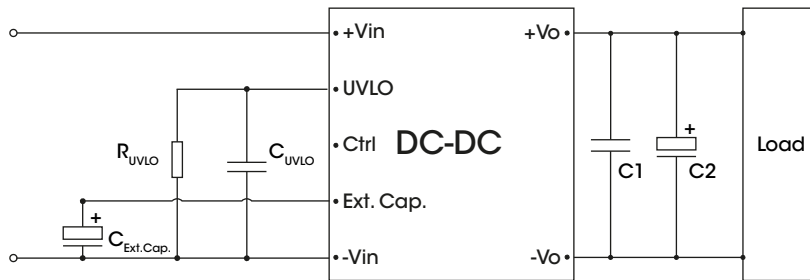 +Vin
+Vo
UVLO
R_UVLO
C_UVLO
Ctrl
DC-DC
C1
+
C2
Load
Ext. Cap.
+
C_Ext.Cap.
-Vin
-Vo